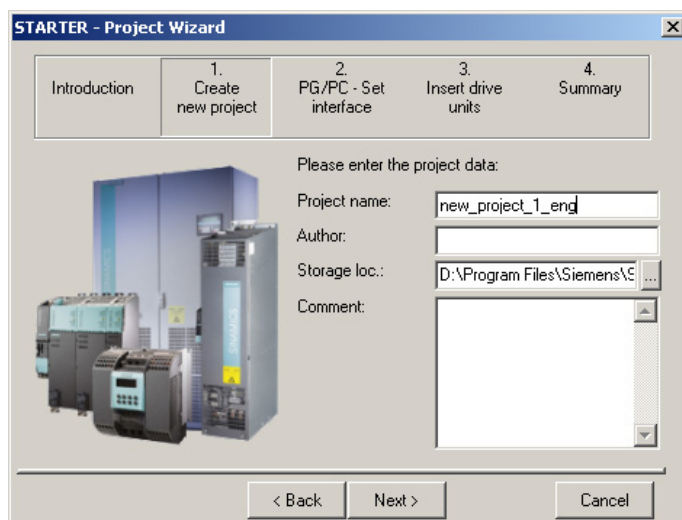 STARTER - Project Wizard
Introduction
1.
Create
new project
2.
PG/PC - Set
interface
3.
Insert drive
units
4.
Summary
Please enter the project data:
Project name:
new_project_1_eng
Author:
Storage loc.:
D:\Program Files\Siemens\S
...
Comment:
< Back
Next >
Cancel